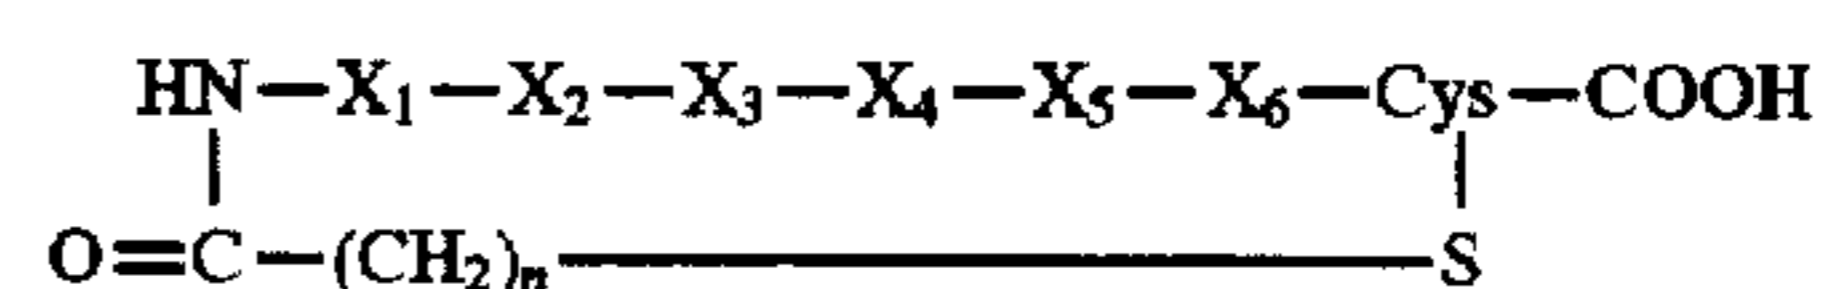 HN—X₁—X₂—X₃—X₄—X₅—X₆—Cys—COOH
O=C—(CH₂)ₙ—S